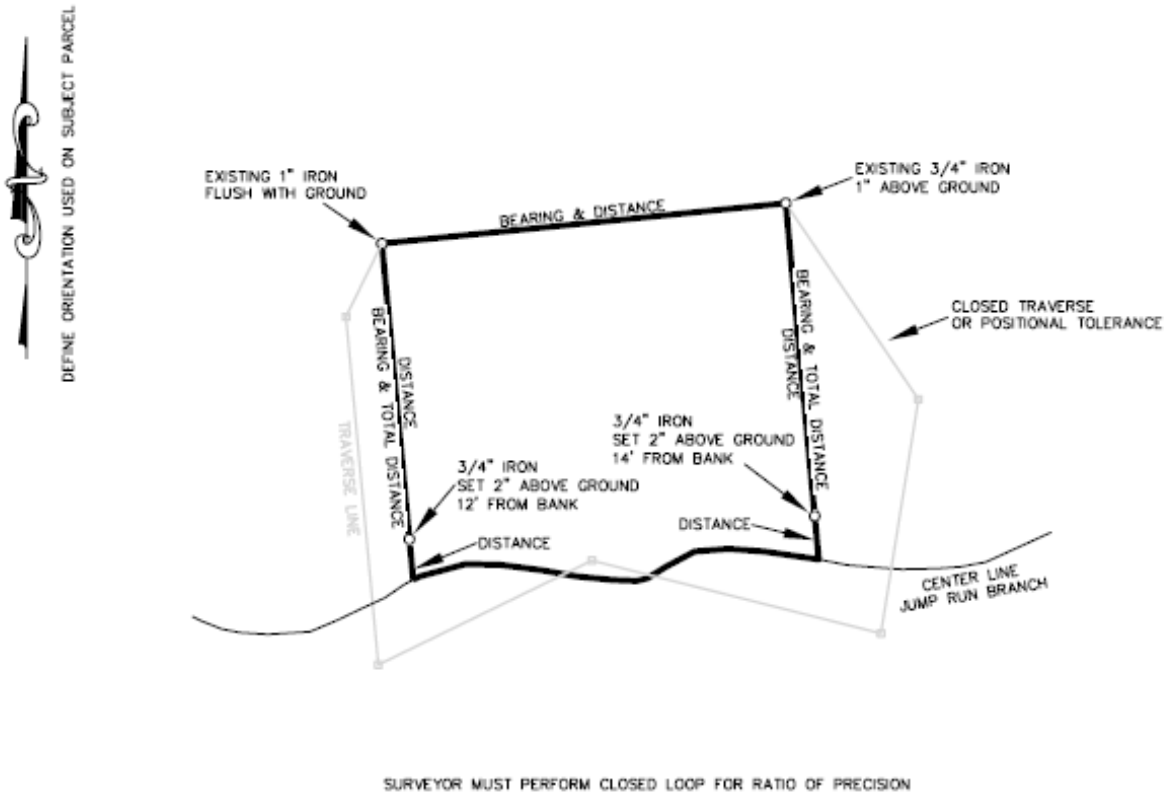 DEFINE ORIENTATION USED ON SUBJECT PARCEL
EXISTING 1" IRON
FLUSH WITH GROUND
EXISTING 3/4" IRON
1" ABOVE GROUND
BEARING & DISTANCE
BEARING & TOTAL DISTANCE
DISTANCE
BEARING & TOTAL DISTANCE
DISTANCE
CLOSED TRAVERSE
OR POSITIONAL TOLERANCE
TRAVERSE LINE
3/4" IRON
SET 2" ABOVE GROUND
14' FROM BANK
3/4" IRON
SET 2" ABOVE GROUND
12' FROM BANK
DISTANCE
DISTANCE
CENTER LINE
JUMP RUN BRANCH
SURVEYOR MUST PERFORM CLOSED LOOP FOR RATIO OF PRECISION